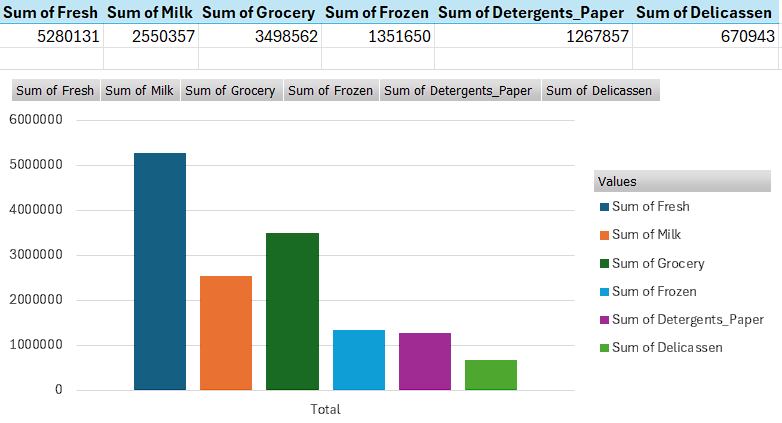 Sum of Fresh Sum of Milk Sum of Grocery Sum of Frozen Sum of Detergents_Paper Sum of Delicassen
5280131 2550357 3498562 1351650 1267857 670943
Sum of Fresh Sum of Milk Sum of Grocery Sum of Frozen Sum of Detergents_Paper Sum of Delicassen
6000000
5000000
4000000
3000000
2000000
1000000
0
Total
Values
Sum of Fresh
Sum of Milk
Sum of Grocery
Sum of Frozen
Sum of Detergents_Paper
Sum of Delicassen